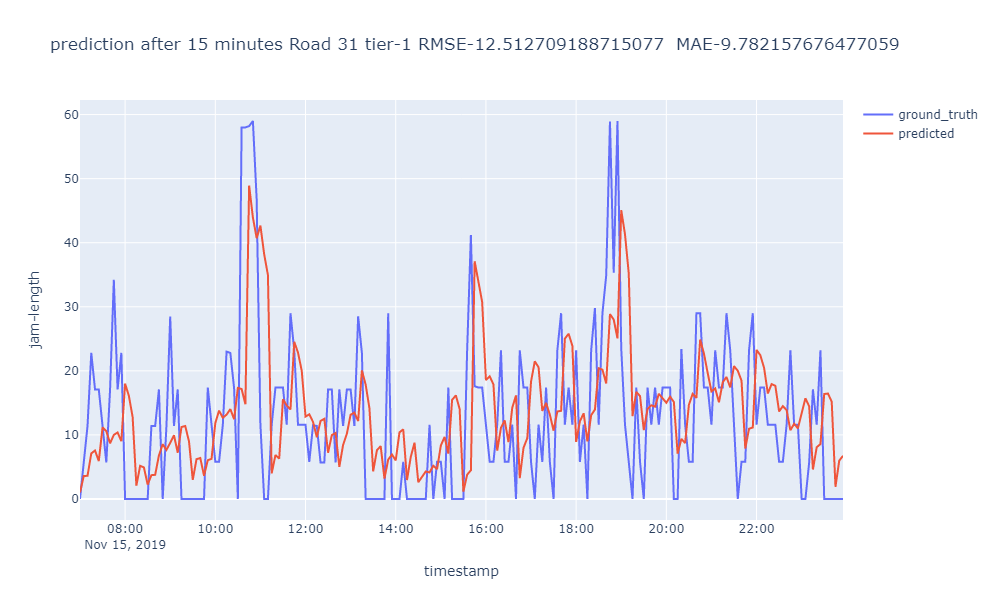 prediction after 15 minutes Road 31 tier-1 RMSE-12.512709188715077  MAE-9.782157676477059
ground_truth
predicted
60
50
40
30
20
10
0
jam-length
08:00 10:00 12:00 14:00 16:00 18:00 20:00 22:00
Nov 15, 2019
timestamp